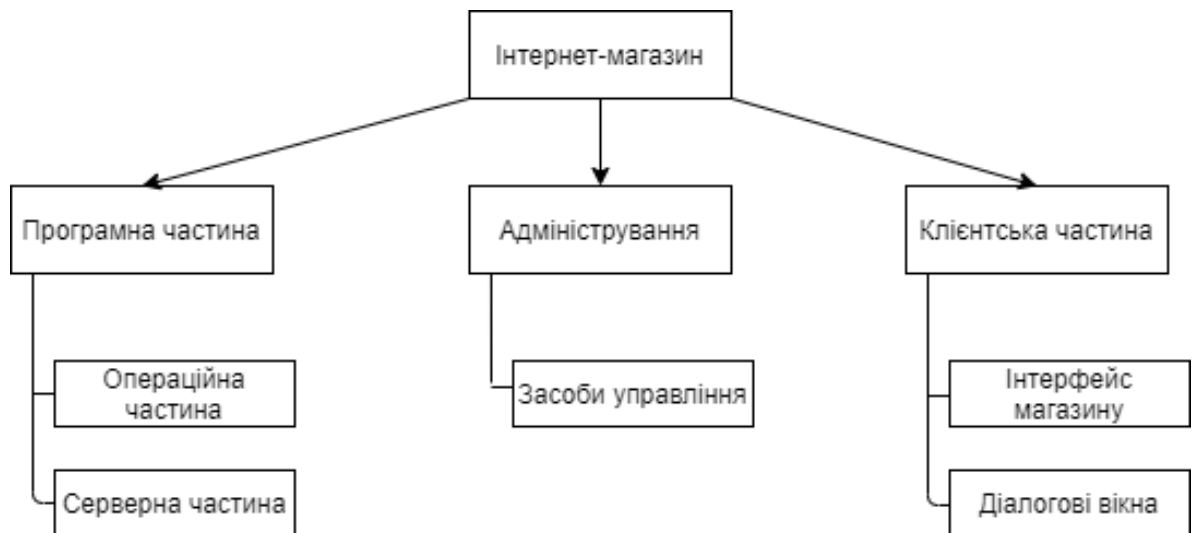 Інтернет-магазин
Програмна частина
Адміністрування
Клієнтська частина
Операційна
частина
Засоби управління
Інтерфейс
магазину
Серверна частина
Діалогові вікна